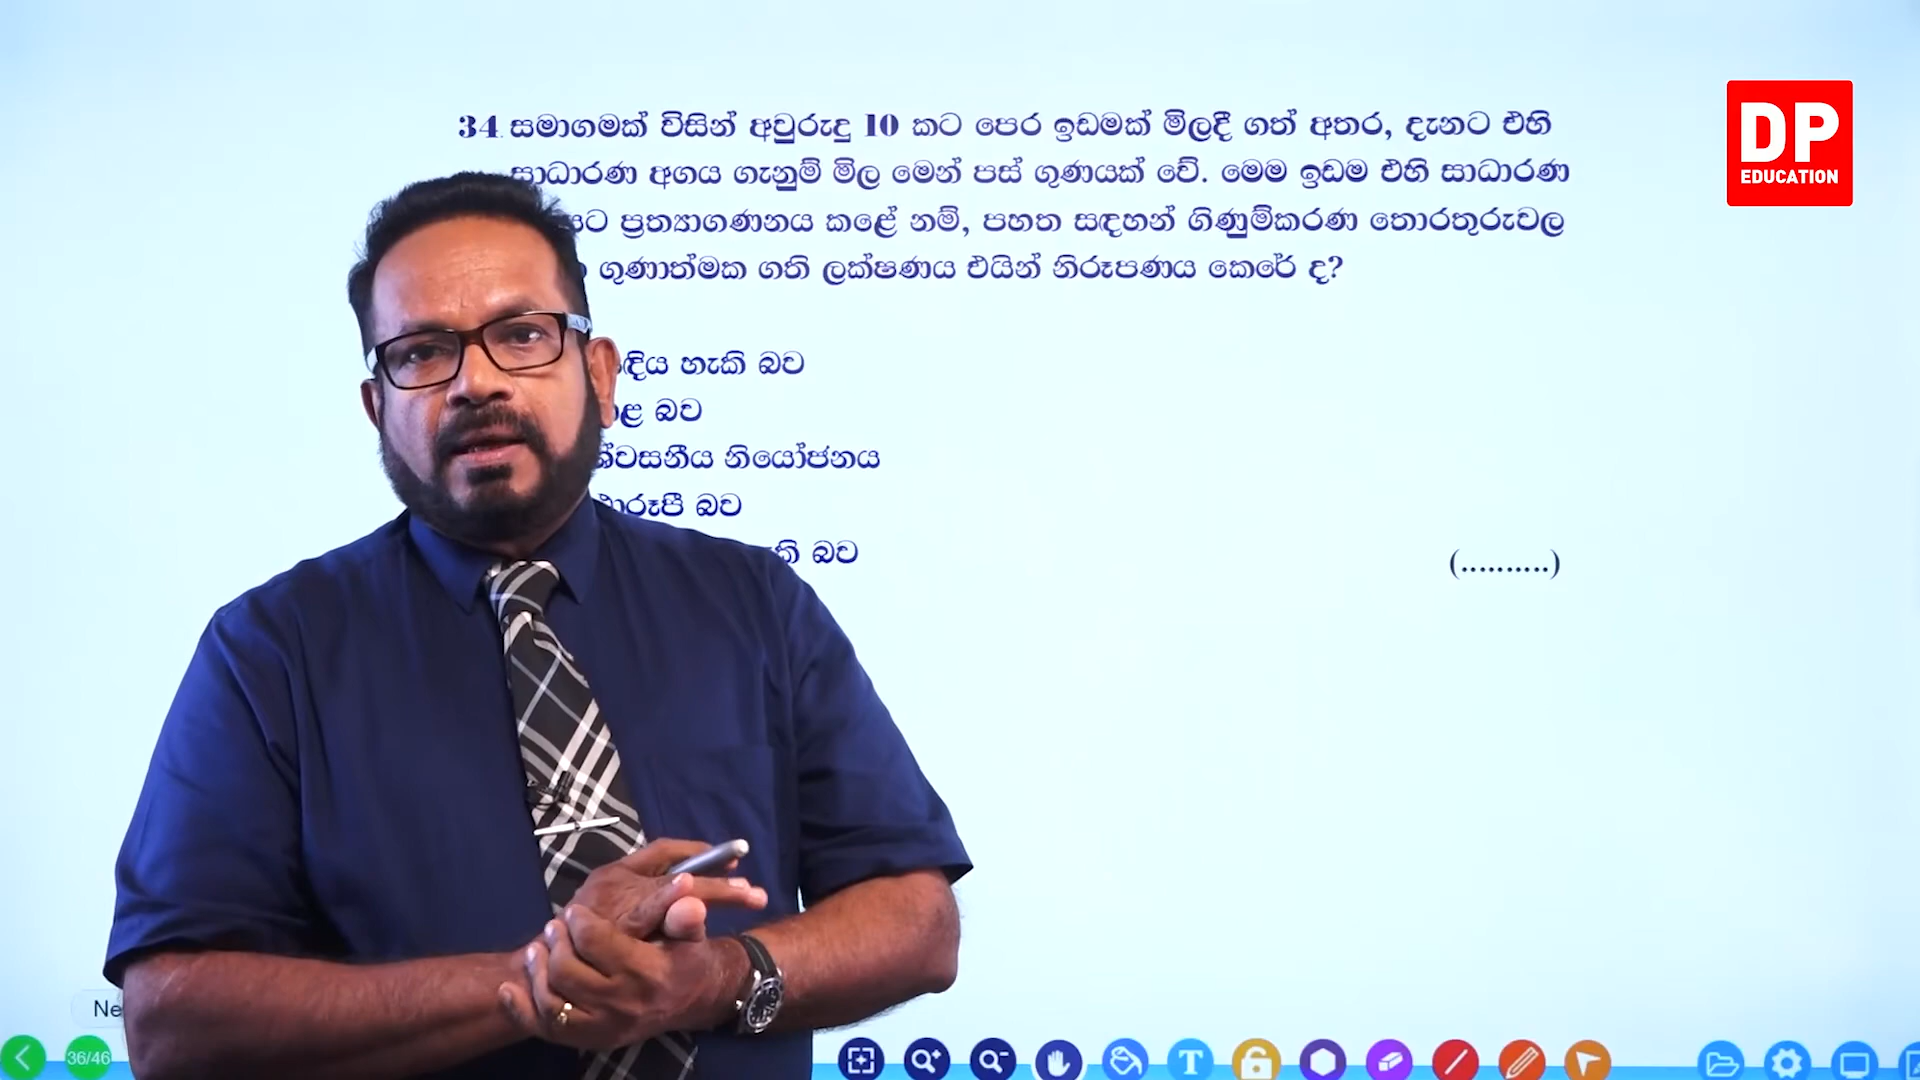 34. සමාගමක් විසින් අවුරුදු 10 කට පෙර ඉඩමක් මිලදී ගත් අතර, දැනට එහි
සාධාරණ අගය ගැනුම් මිල මෙන් පස් ගුණයක් වේ. මෙම ඉඩම එහි සාධාරණ
ප්‍රත්‍යාගණනය කළේ නම්, පහත සඳහන් ගිණුම්කරණ තොරතුරුවල
ගුණාත්මක ගති ලක්ෂණය එයින් නිරූපණය කෙරේ ද?
හැකි බව
බව
නියෝජනය
බව
බව
(..........)
DP
EDUCATION
36/46
T